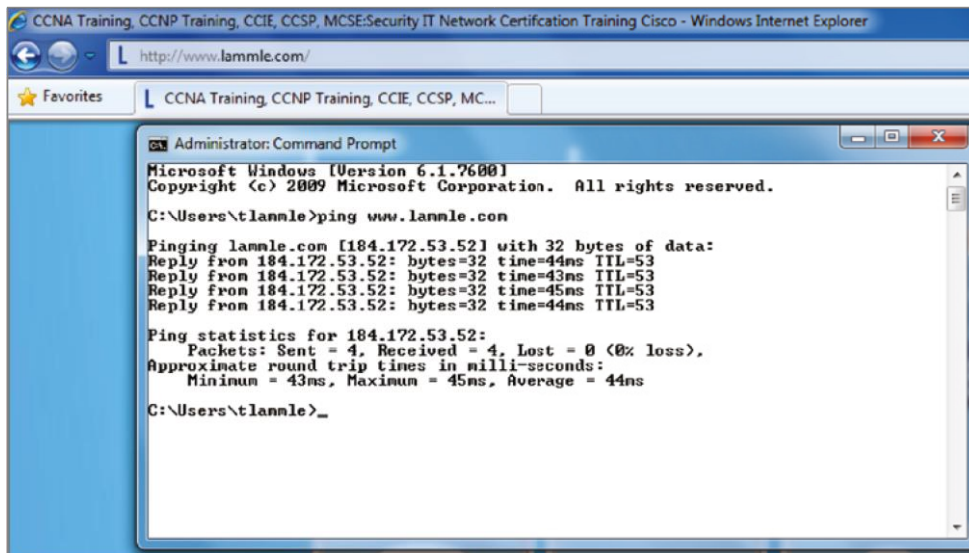 CCNA Training, CCNP Training, CCIE, CCSP, MCSE:Security IT Network Certifcation Training Cisco - Windows Internet Explorer
L http://www.lammle.com/
Favorites
L CCNA Training, CCNP Training, CCIE, CCSP, MC...
C:\. Administrator: Command Prompt
Microsoft Windows [Version 6.1.7600]
Copyright (c) 2009 Microsoft Corporation.  All rights reserved.
C:\Users\tlammle>ping www.lammle.com
Pinging lammle.com [184.172.53.52] with 32 bytes of data:
Reply from 184.172.53.52: bytes=32 time=44ms TTL=53
Reply from 184.172.53.52: bytes=32 time=43ms TTL=53
Reply from 184.172.53.52: bytes=32 time=45ms TTL=53
Reply from 184.172.53.52: bytes=32 time=44ms TTL=53
Ping statistics for 184.172.53.52:
Packets: Sent = 4, Received = 4, Lost = 0 (0% loss),
Approximate round trip times in milli-seconds:
Minimum = 43ms, Maximum = 45ms, Average = 44ms
C:\Users\tlammle>_